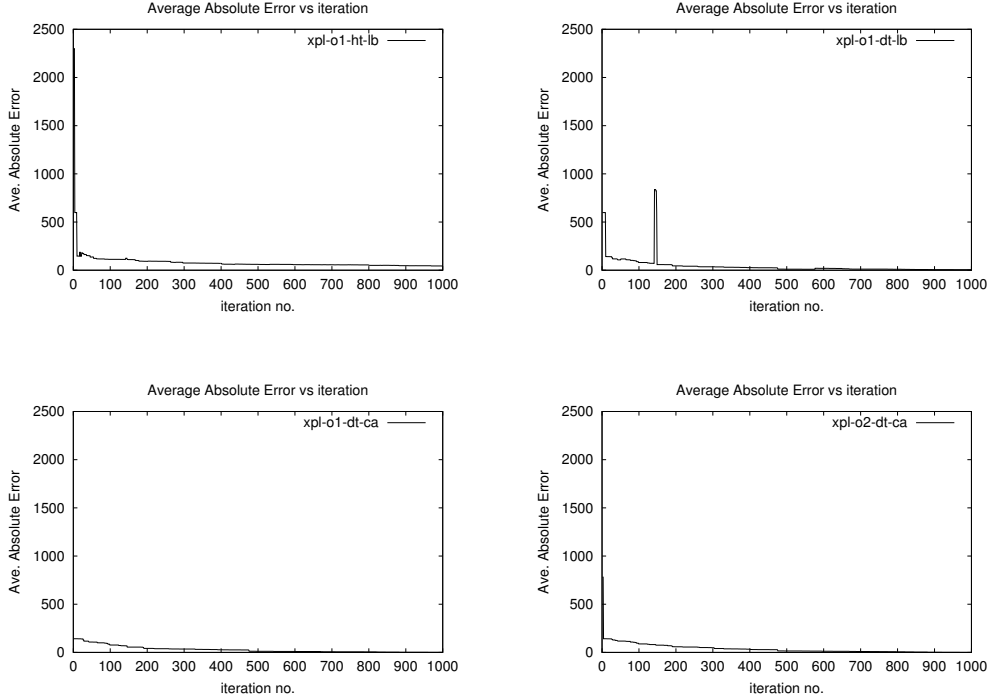 Average Absolute Error vs iteration
xpl-o1-ht-lb
Ave. Absolute Error
2500
2000
1500
1000
500
0
0 100 200 300 400 500 600 700 800 900 1000
iteration no.
Average Absolute Error vs iteration
xpl-o1-dt-lb
Ave. Absolute Error
2500
2000
1500
1000
500
0
0 100 200 300 400 500 600 700 800 900 1000
iteration no.
Average Absolute Error vs iteration
xpl-o1-dt-ca
Ave. Absolute Error
2500
2000
1500
1000
500
0
0 100 200 300 400 500 600 700 800 900 1000
iteration no.
Average Absolute Error vs iteration
xpl-o2-dt-ca
Ave. Absolute Error
2500
2000
1500
1000
500
0
0 100 200 300 400 500 600 700 800 900 1000
iteration no.